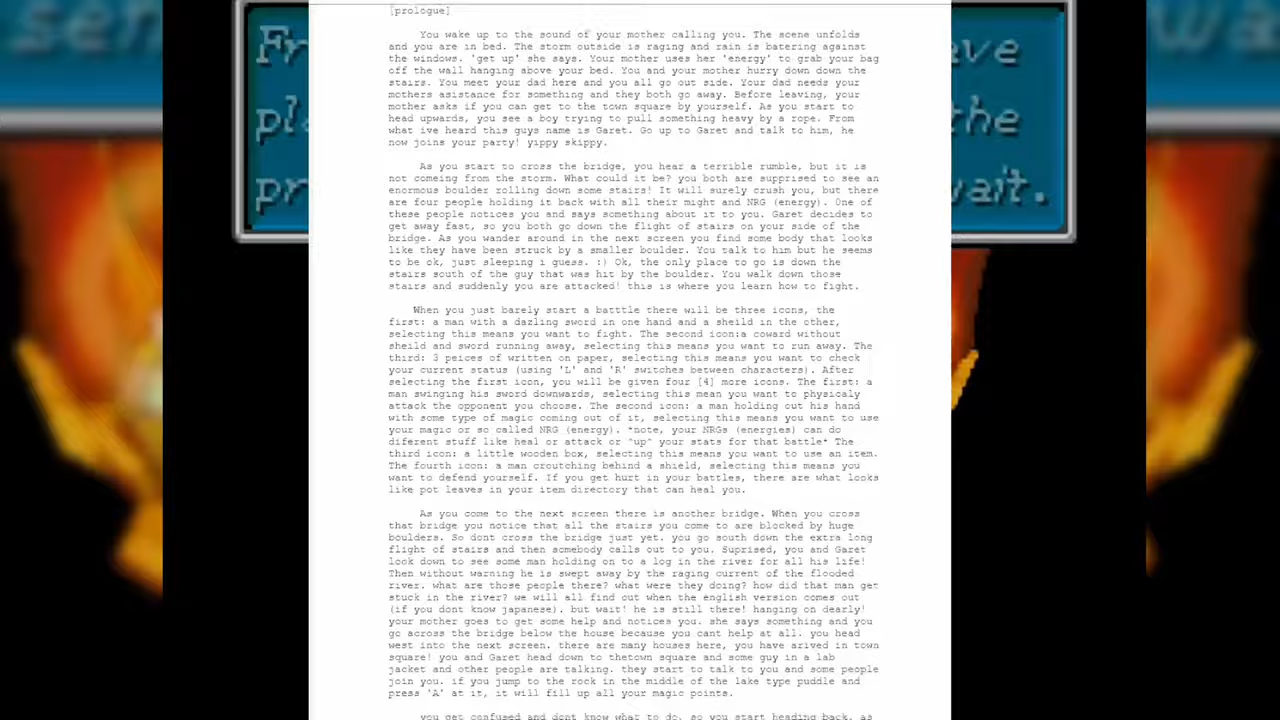 sen
wa
Fr
eve
pl
the
pr
wait.
[prologue]
You wake up to the sound of your mother calling you. The scene unfolds
and you are in bed. The storm outside is raging and rain is batering against
the windows. 'get up' she says. Your mother uses her 'energy' to grab your bag
off the wall hanging above your bed. You and your mother hurry down down the
stairs. You meet your dad here and you all go out side. Your dad needs your
mothers asistance for something and they both go away. Before leaving, your
mother asks if you can get to the town square by yourself. As you start to
head upwards, you see a boy trying to pull something heavy by a rope. From
what ive heard this guys name is Garet. Go up to Garet and talk to him, he
now joins your party! yippy skippy.
As you start to cross the bridge, you hear a terrible rumble, but it is
not comeing from the storm. What could it be? you both are supprised to see an
enormous boulder rolling down some stairs! It will surely crush you, but there
are four people holding it back with all their might and NRG (energy). One of
these people notices you and says something about it to you. Garet decides to
get away fast, so you both go down the flight of stairs on your side of the
bridge. As you wander around in the next screen you find some body that looks
like they have been struck by a smaller boulder. You talk to him but he seems
to be ok, just sleeping i guess. :) Ok, the only place to go is down the
stairs south of the guy that was hit by the boulder. You walk down those
stairs and suddenly you are attacked! this is where you learn how to fight.
When you just barely start a batttle there will be three icons, the
first: a man with a dazling sword in one hand and a sheild in the other,
selecting this means you want to fight. The second icon:a coward without
sheild and sword running away, selecting this means you want to run away. The
third: 3 peices of written on paper, selecting this means you want to check
your current status (using 'L' and 'R' switches between characters). After
selecting the first icon, you will be given four [4] more icons. The first: a
man swinging his sword downwards, selecting this mean you want to physicaly
attack the opponent you choose. The second icon: a man holding out his hand
with some type of magic coming out of it, selecting this means you want to use
your magic or so called NRG (energy). *note, your NRGs (energies) can do
diferent stuff like heal or attack or ^up^ your stats for that battle* The
third icon: a little wooden box, selecting this means you want to use an item.
The fourth icon: a man croutching behind a shield, selecting this means you
want to defend yourself. If you get hurt in your battles, there are what looks
like pot leaves in your item directory that can heal you.
As you come to the next screen there is another bridge. When you cross
that bridge you notice that all the stairs you come to are blocked by huge
boulders. So dont cross the bridge just yet. you go south down the extra long
flight of stairs and then somebody calls out to you. Suprised, you and Garet
look down to see some man holding on to a log in the river for all his life!
Then without warning he is swept away by the raging current of the flooded
river. what are those people there? what were they doing? how did that man get
stuck in the river? we will all find out when the english version comes out
(if you dont know japanese). but wait! he is still there! hanging on dearly!
your mother goes to get some help and notices you. she says something and you
go across the bridge below the house because you cant help at all. you head
west into the next screen. there are many houses here, you have arived in town
square! you and Garet head down to thetown square and some guy in a lab
jacket and other people are talking. they start to talk to you and some people
join you. if you jump to the rock in the middle of the lake type puddle and
press 'A' at it, it will fill up all your magic points.
you get confused and dont know what to do. so you start heading back. as